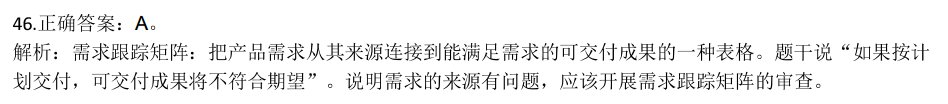 46.正确答案：A。
解析：需求跟踪矩阵：把产品需求从其来源连接到能满足需求的可交付成果的一种表格。题干说“如果按计
划交付，可交付成果将不符合期望”。说明需求的来源有问题，应该开展需求跟踪矩阵的审查。